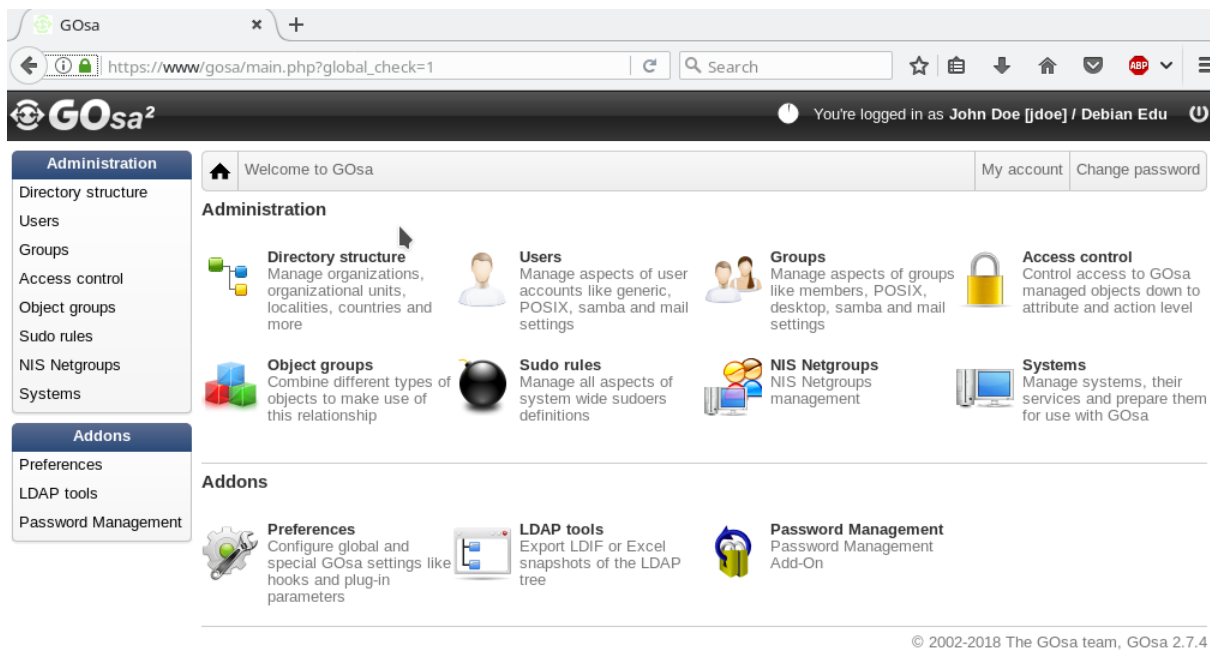 GOsa
https://www/gosa/main.php?global_check=1
Search
ABP
GOsa²
You're logged in as John Doe [jdoe] / Debian Edu
Administration
Directory structure
Users
Groups
Access control
Object groups
Sudo rules
NIS Netgroups
Systems
Addons
Preferences
LDAP tools
Password Management
Welcome to GOsa
My account
Change password
Administration
Directory structure
Manage organizations,
organizational units,
localities, countries and
more
Users
Manage aspects of user
accounts like generic,
POSIX, samba and mail
settings
Groups
Manage aspects of groups
like members, POSIX,
desktop, samba and mail
settings
Access control
Control access to GOsa
managed objects down to
attribute and action level
Object groups
Combine different types of
objects to make use of
this relationship
Sudo rules
Manage all aspects of
system wide sudoers
definitions
NIS Netgroups
NIS Netgroups
management
Systems
Manage systems, their
services and prepare them
for use with GOsa
Addons
Preferences
Configure global and
special GOsa settings like
hooks and plug-in
parameters
LDAP tools
Export LDIF or Excel
snapshots of the LDAP
tree
Password Management
Password Management
Add-On
© 2002-2018 The GOsa team, GOsa 2.7.4